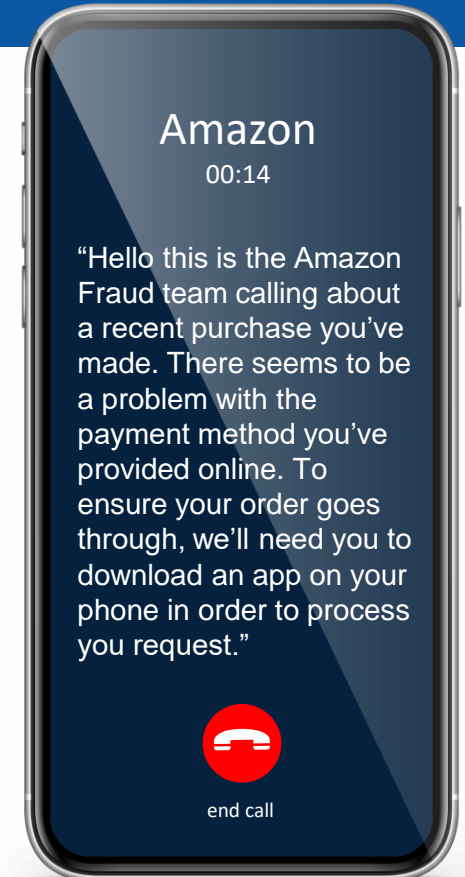 Amazon
00:14
“Hello this is the Amazon
Fraud team calling about
a recent purchase you’ve
made. There seems to be
a problem with the
payment method you’ve
provided online. To
ensure your order goes
through, we’ll need you to
download an app on your
phone in order to process
you request.”
end call